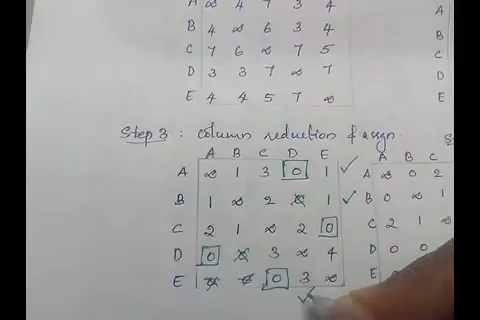 A ∞ 4 7 3 4
B 4 ∞ 6 3 4
C 7 6 ∞ 7 5
D 3 3 7 ∞ 7
E 4 4 5 7 ∞
A
B
C
D
E
Step 3 : Column reduction & assign.
A B C D E
A ∞ 1 3 0 1 ✓
B 1 ∞ 2 0 1 ✓
C 2 1 ∞ 2 0
D 0 0 3 ∞ 4
E 0 0 0 3 ∞
✓
A B C
A ∞ 0 2
B 0 ∞ 1
C 2 1 ∞
D 0 0
E